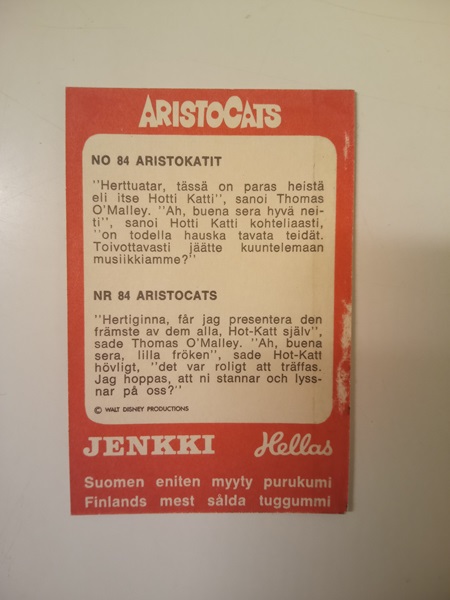 ARISTOCATS
NO 84 ARISTOKATIT
"Herttuatar, tässä on paras heistä
eli itse Hotti Katti", sanoi Thomas
O'Malley. "Ah, buena sera hyvä nei-
ti", sanoi Hotti Katti kohteliaasti,
"on todella hauska tavata teidät.
Toivottavasti jäätte kuuntelemaan
musiikkiamme?"
NR 84 ARISTOCATS
"Hertiginna, får jag presentera den
främste av dem alla, Hot-Katt själv",
sade Thomas O'Malley. "Ah, buena
sera, lilla fröken", sade Hot-Katt
hövligt, "det var roligt att träffas.
Jag hoppas, att ni stannar och lyss-
nar på oss?"
© WALT DISNEY PRODUCTIONS
JENKKI Hellas
Suomen eniten myyty purukumi
Finlands mest sålda tuggummi